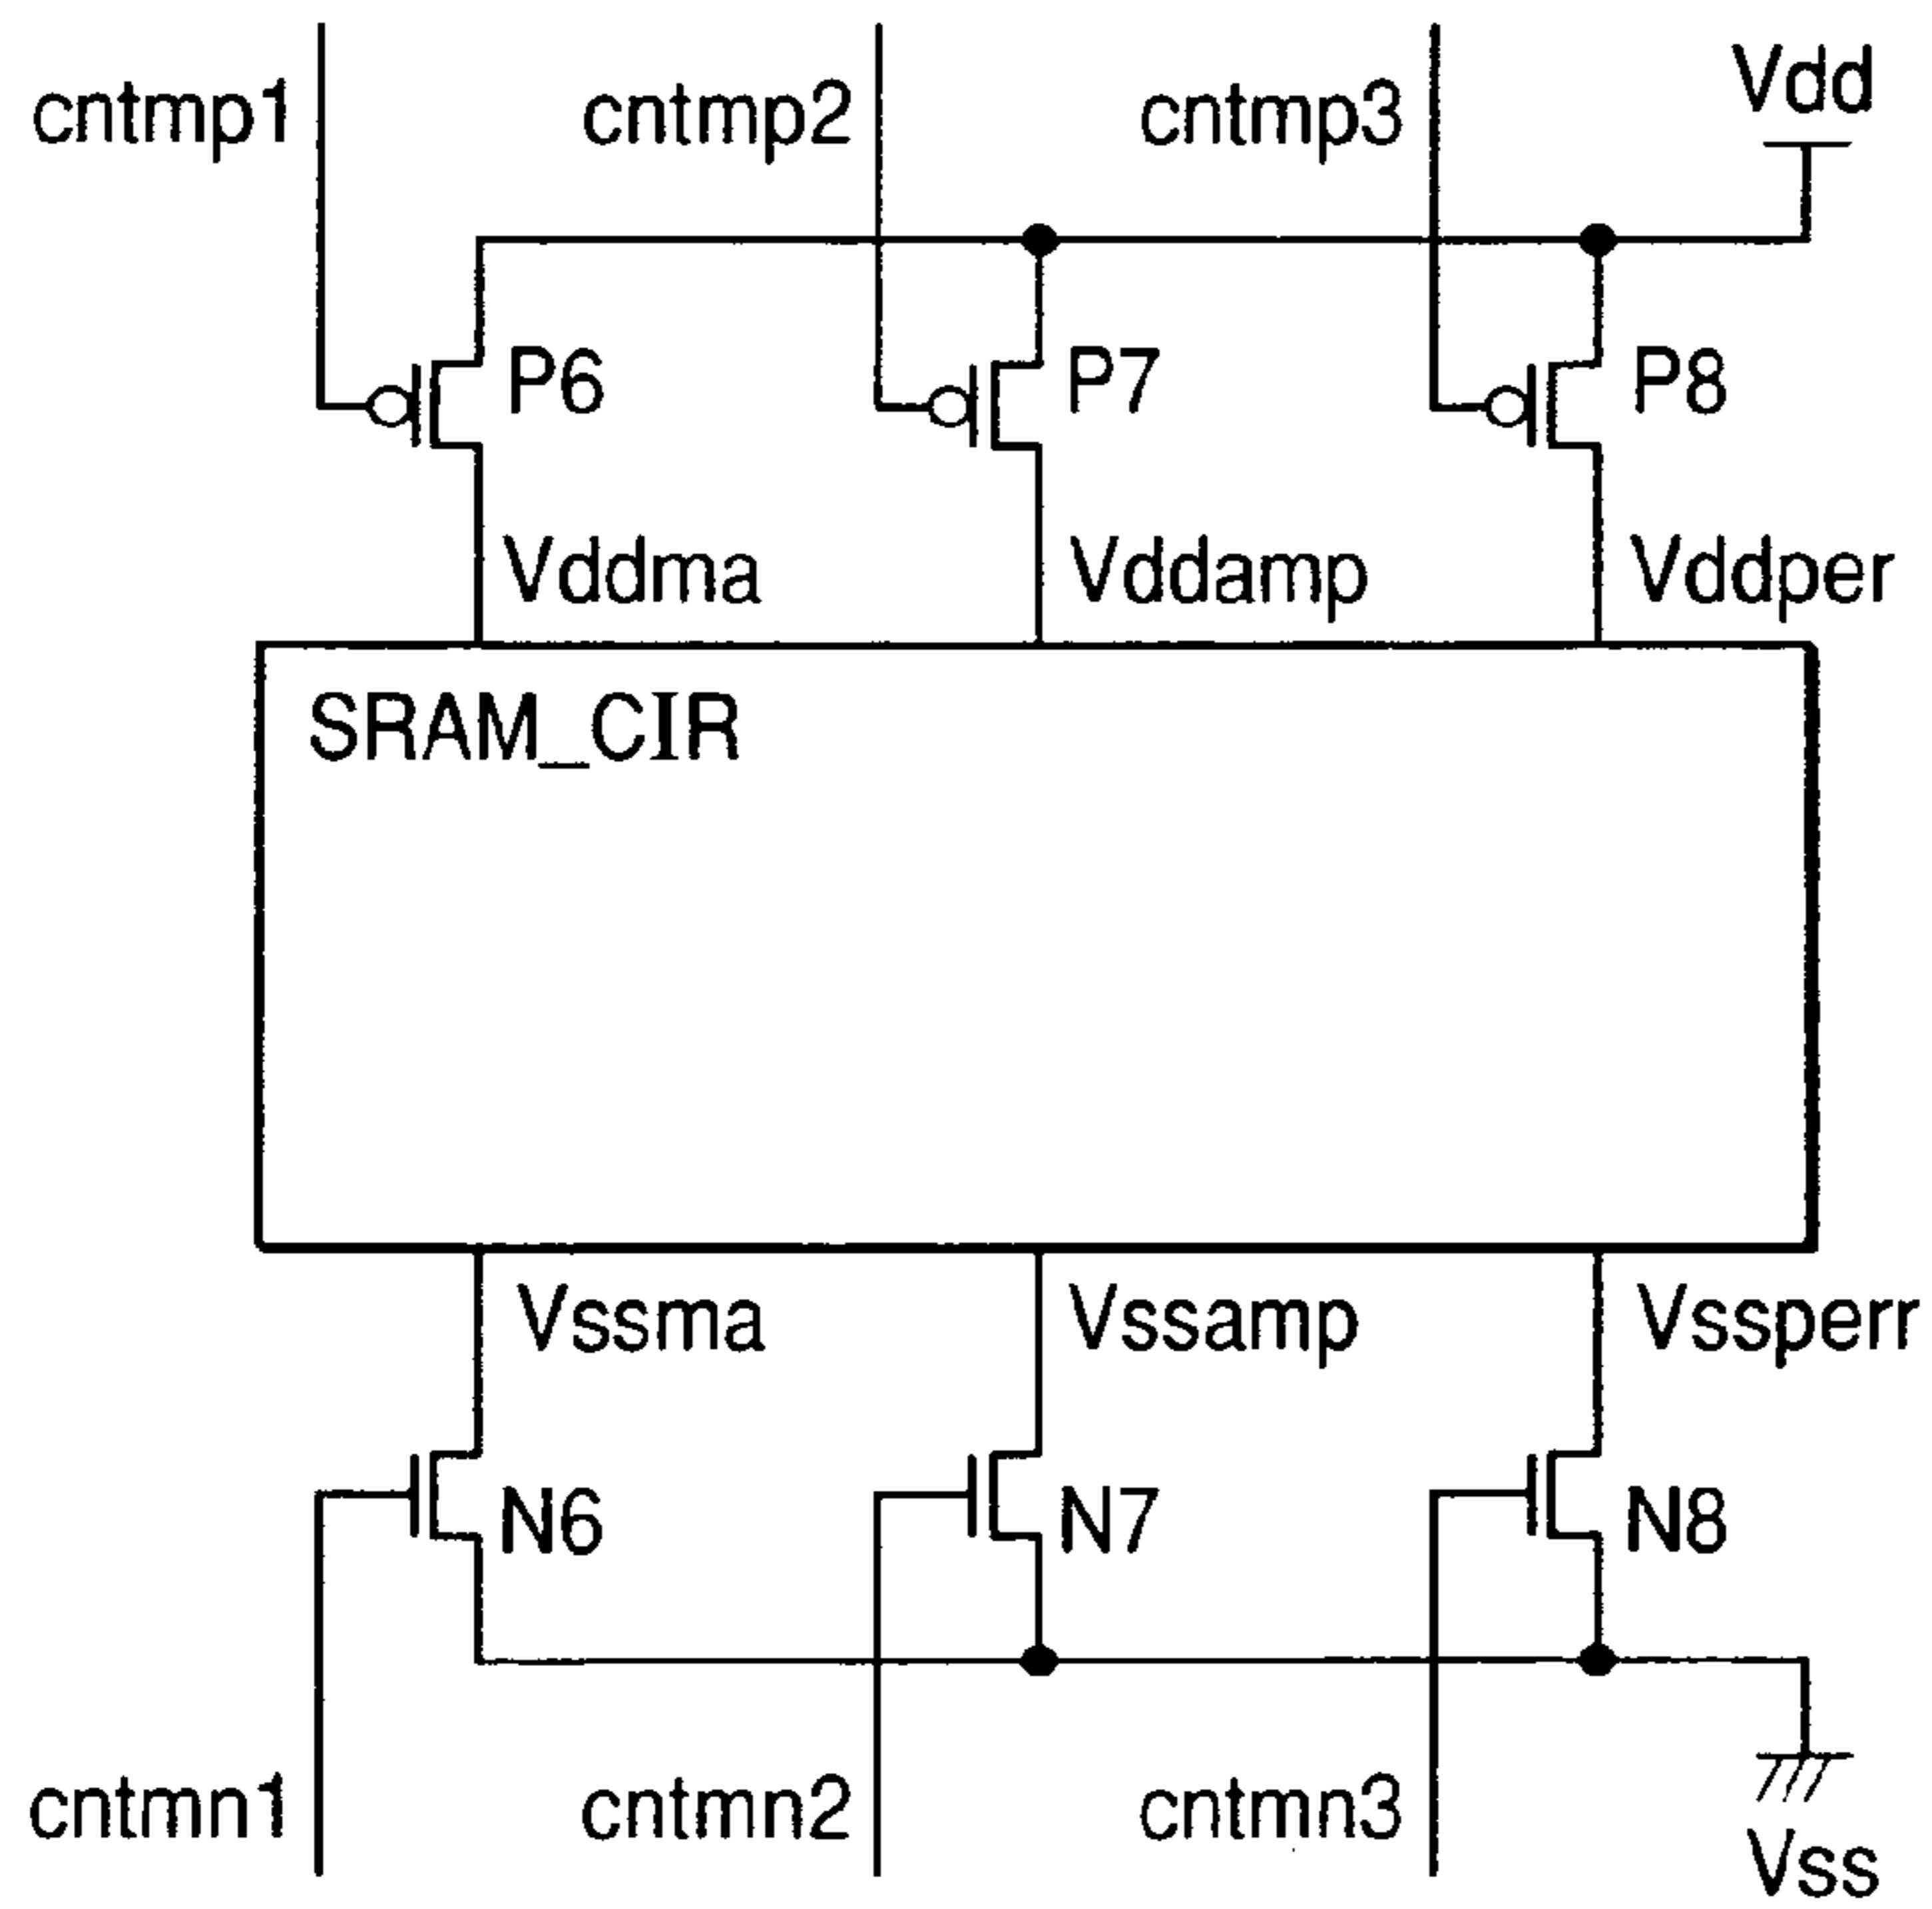 cntmp1
cntmp2
cntmp3
Vdd
P6
P7
P8
Vddma
Vddamp
Vddper
SRAM_CIR
Vssma
Vssamp
Vssperr
N6
N7
N8
cntmn1
cntmn2
cntmn3
Vss